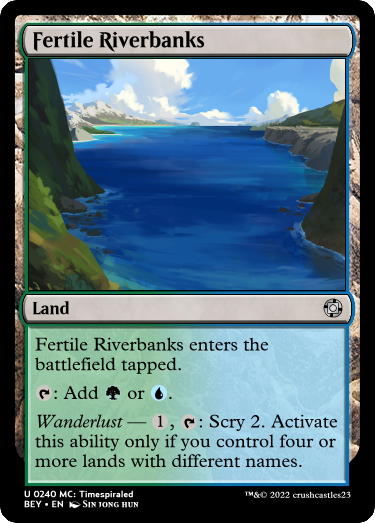 Fertile Riverbanks
Land
Fertile Riverbanks enters the
battlefield tapped.
: Add or .
Wanderlust — 1 , : Scry 2. Activate
this ability only if you control four or
more lands with different names.
U 0240 MC: Timespiraled
BEY • EN Sin Jong Hun
™&© 2022 crushcastles23